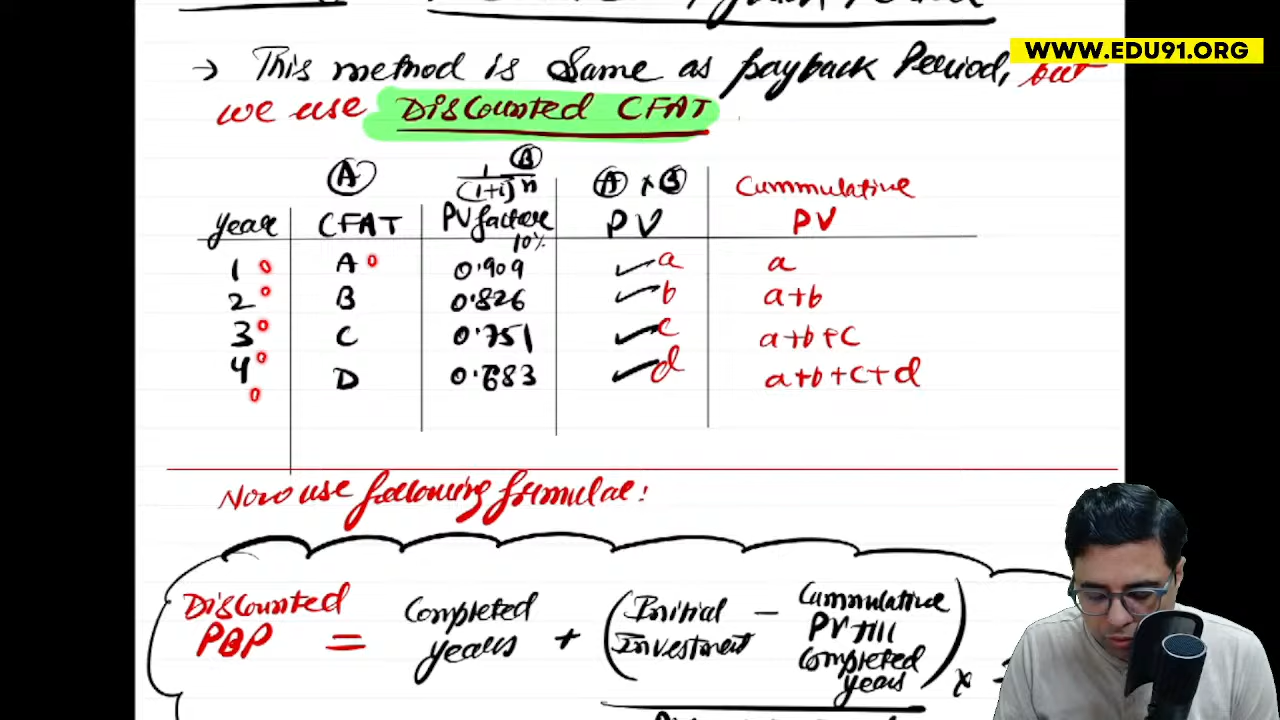 WWW.EDU91.ORG
→ This method is same as payback Period, but
we use Discounted CFAT
Ⓐ 1/(1+i)ⁿ Ⓑ Ⓐ × Ⓑ Cummulative
Year CFAT PV factor 10% PV PV
1 A 0.909 a a
2 B 0.826 b a+b
3 C 0.751 c a+b+c
4 D 0.683 d a+b+c+d
Now use following formulae:
Discounted PBP = Completed years + (Initial Investment – Cummulative PV till Completed years) ×